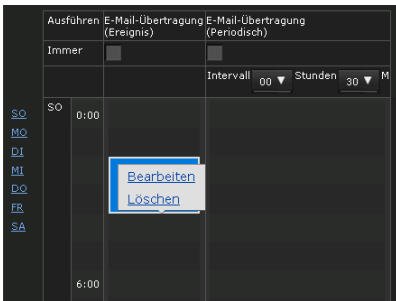 Ausführen E-Mail-Übertragung E-Mail-Übertragung
(Ereignis) (Periodisch)
Immer
Intervall 00 ▼ Stunden 30 ▼ M
SO
MO
DI
MI
DO
FR
SA
SO 0:00
Bearbeiten
Löschen
6:00